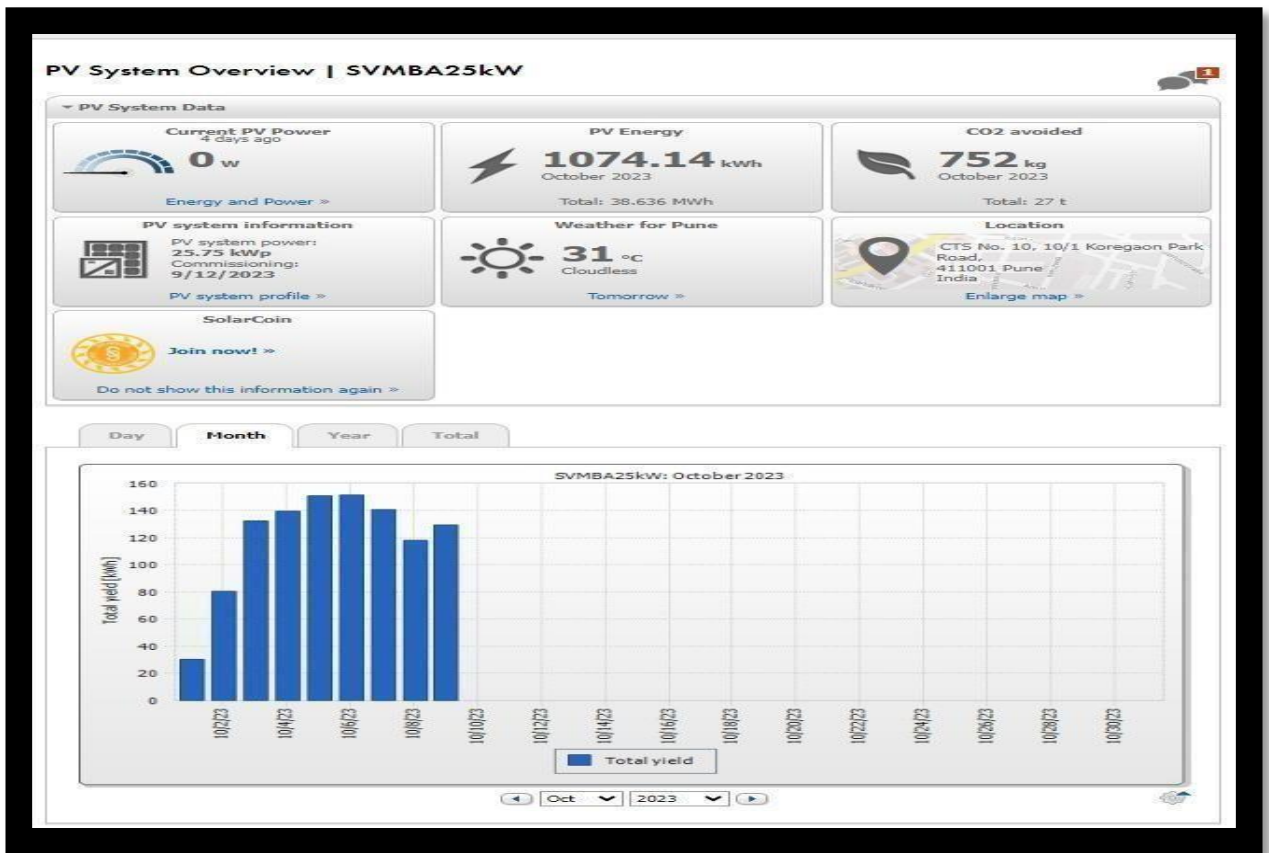 PV System Overview | SVMBA25kW
1
PV System Data
Current PV Power
4 days ago
0 w
Energy and Power »
PV Energy
1074.14 kWh
October 2023
Total: 38.636 MWh
CO2 avoided
752 kg
October 2023
Total: 27 t
PV system information
PV system power:
25.75 kWp
Commissioning:
9/12/2023
PV system profile »
Weather for Pune
31 °C
Cloudless
Tomorrow »
Location
CTS No. 10, 10/1 Koregaon Park
Road,
411001 Pune
India
Enlarge map »
SolarCoin
Join now! »
Do not show this information again »
Day Month Year Total
SVMBA25kW: October 2023
Total yield [kWh]
160
140
120
100
80
60
40
20
0
10/2/23 10/4/23 10/6/23 10/8/23 10/10/23 10/12/23 10/14/23 10/16/23 10/18/23 10/20/23 10/22/23 10/24/23 10/26/23 10/28/23 10/30/23
Total yield
Oct 2023